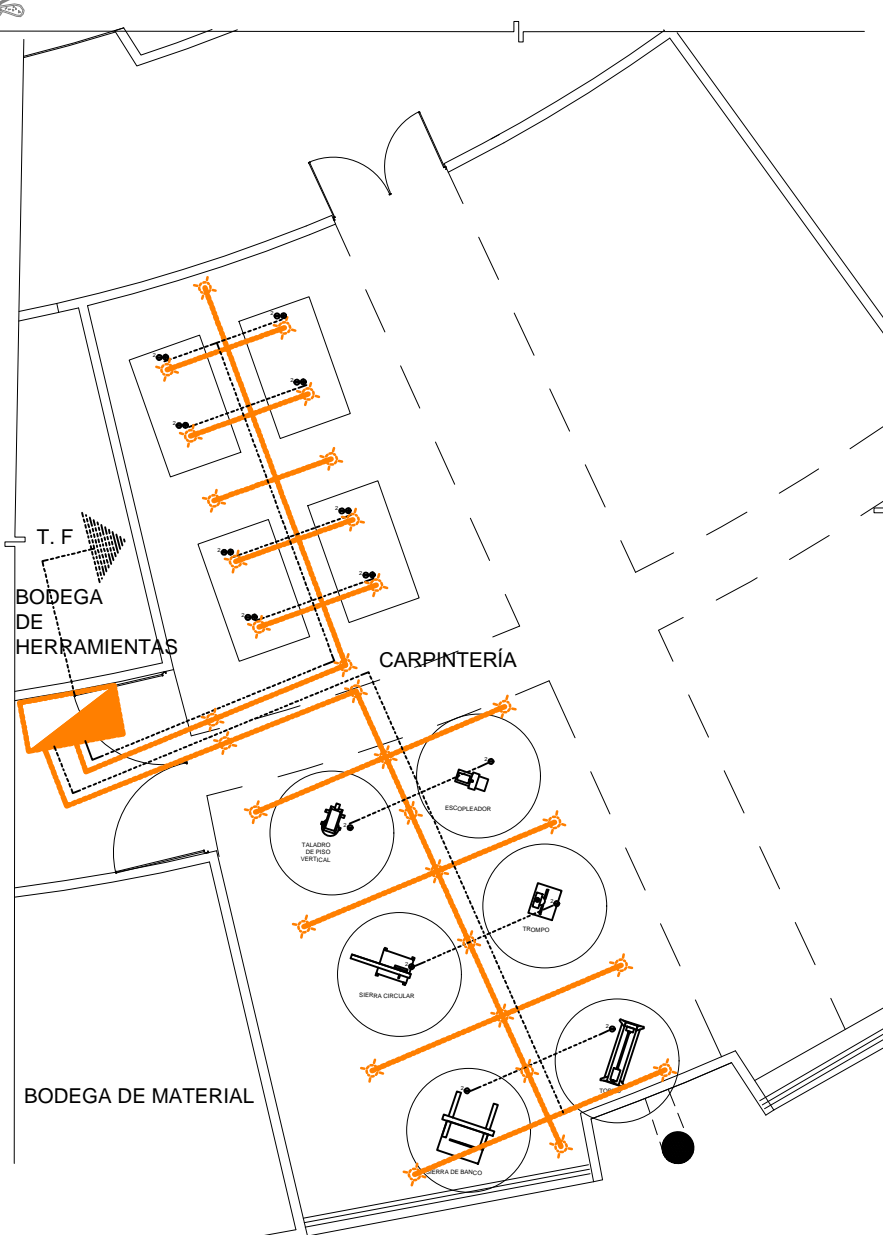 T. F
BODEGA
DE
HERRAMIENTAS
CARPINTERÍA
ESCOPLEADOR
TALADRO
DE PISO
VERTICAL
TROMPO
SIERRA CIRCULAR
BODEGA DE MATERIAL
SIERRA DE BANCO